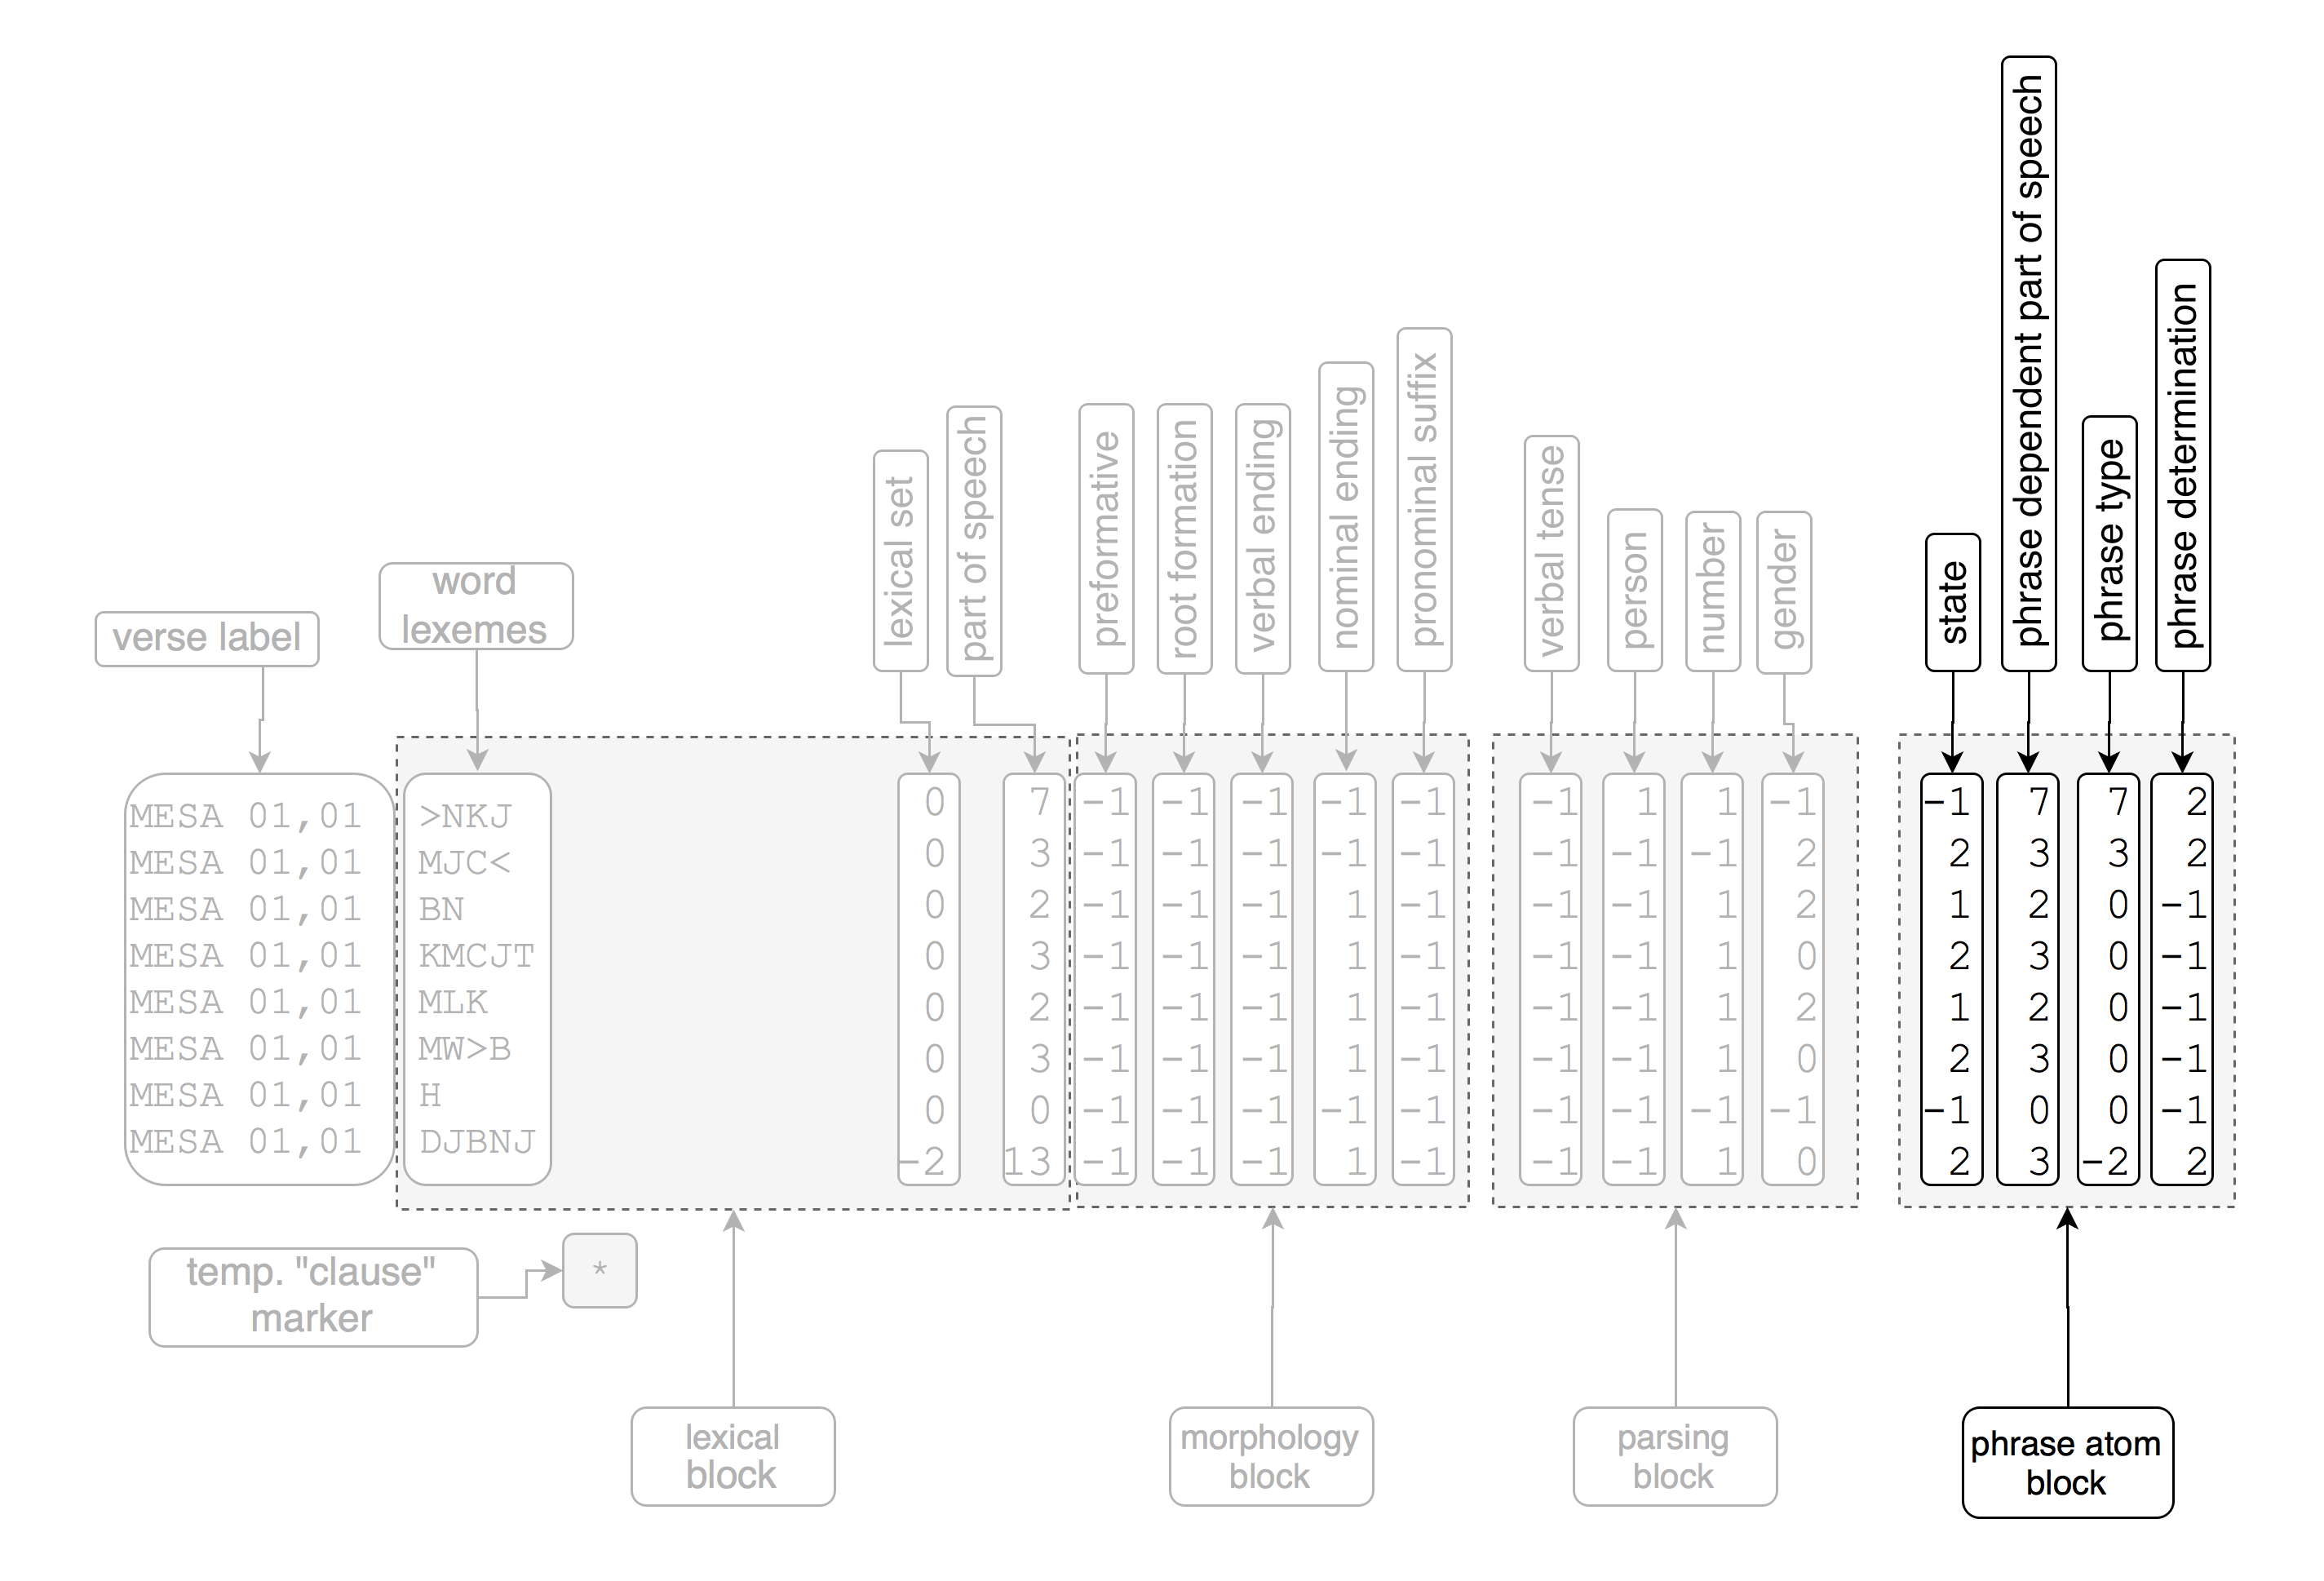 phrase dependent part of speech
phrase determination
pronominal suffix
nominal ending
preformative
root formation
verbal ending
part of speech
phrase type
verbal tense
lexical set
person
number
gender
state
word
lexemes
verse label
MESA 01,01 >NKJ 0 7 -1 -1 -1 -1 -1 -1 1 1 -1 -1 7 7 2
MESA 01,01 MJC< 0 3 -1 -1 -1 -1 -1 -1 -1 -1 2 2 3 3 2
MESA 01,01 BN 0 2 -1 -1 -1 1 -1 -1 -1 1 2 1 2 0 -1
MESA 01,01 KMCJT 0 3 -1 -1 -1 1 -1 -1 -1 1 0 2 3 0 -1
MESA 01,01 MLK 0 2 -1 -1 -1 1 -1 -1 -1 1 2 1 2 0 -1
MESA 01,01 MW>B 0 3 -1 -1 -1 1 -1 -1 -1 1 0 2 3 0 -1
MESA 01,01 H 0 0 -1 -1 -1 -1 -1 -1 -1 -1 -1 -1 0 0 -1
MESA 01,01 DJBNJ -2 13 -1 -1 -1 1 -1 -1 -1 1 0 2 3 -2 2
temp. "clause"
marker
*
lexical
block
morphology
block
parsing
block
phrase atom
block